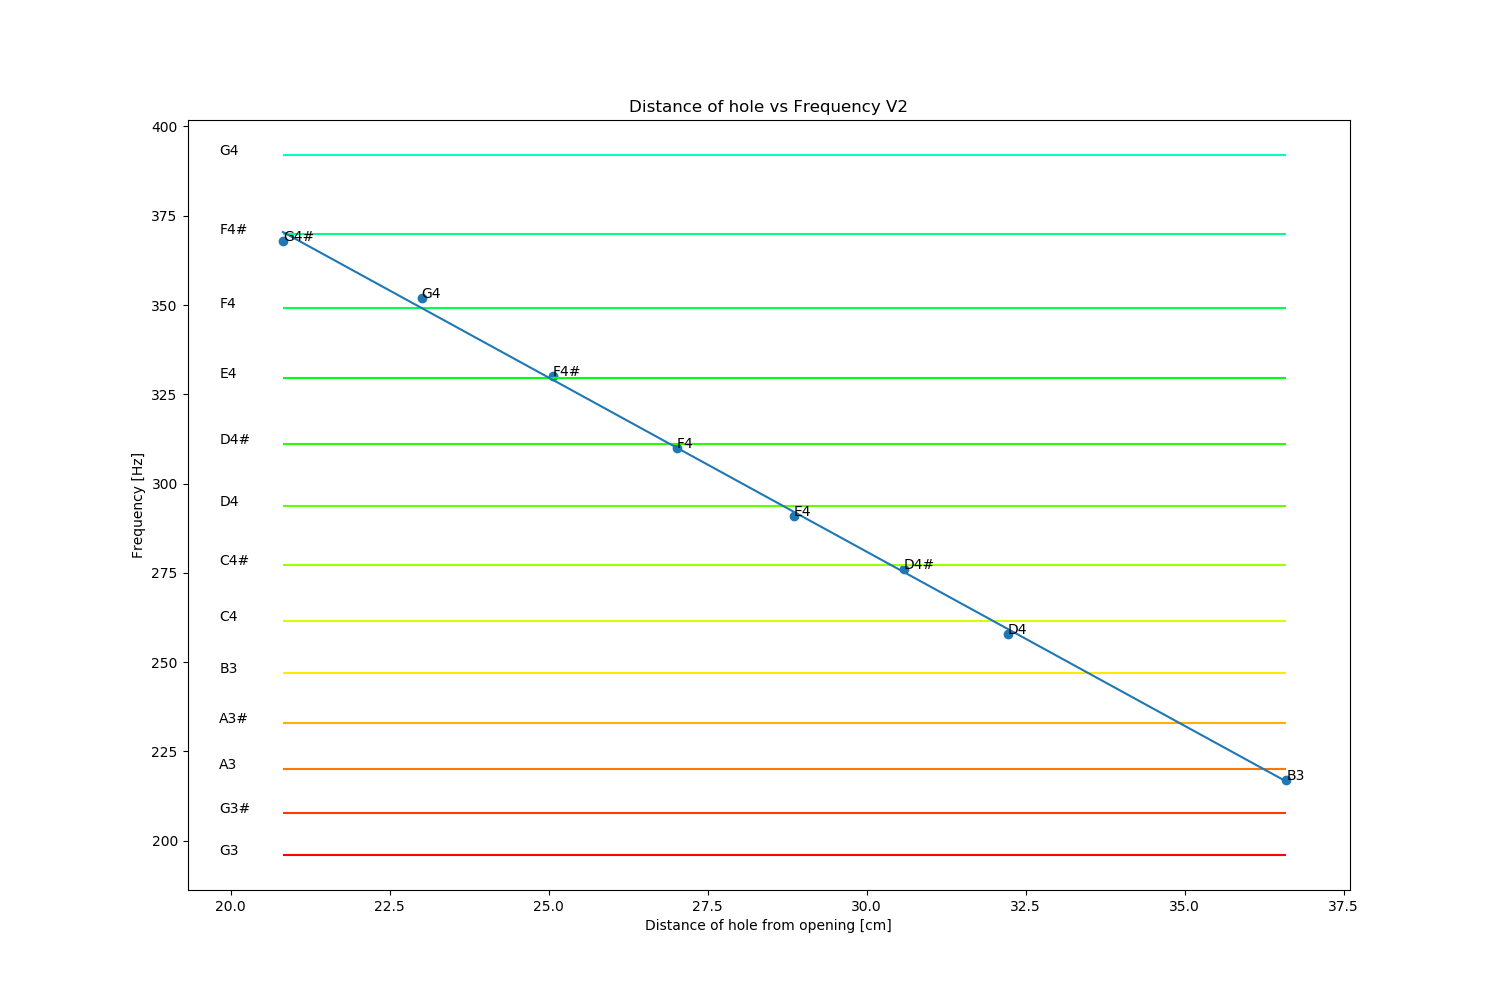 Distance of hole vs Frequency V2
400
G4
375
F4#
G4#
350
G4
F4
E4
F4#
325
D4#
F4
Frequency [Hz]
300
D4
E4
275
C4#
D4#
C4
D4
250
B3
225
A3#
A3
B3
200
G3#
G3
20.0 22.5 25.0 27.5 30.0 32.5 35.0 37.5
Distance of hole from opening [cm]